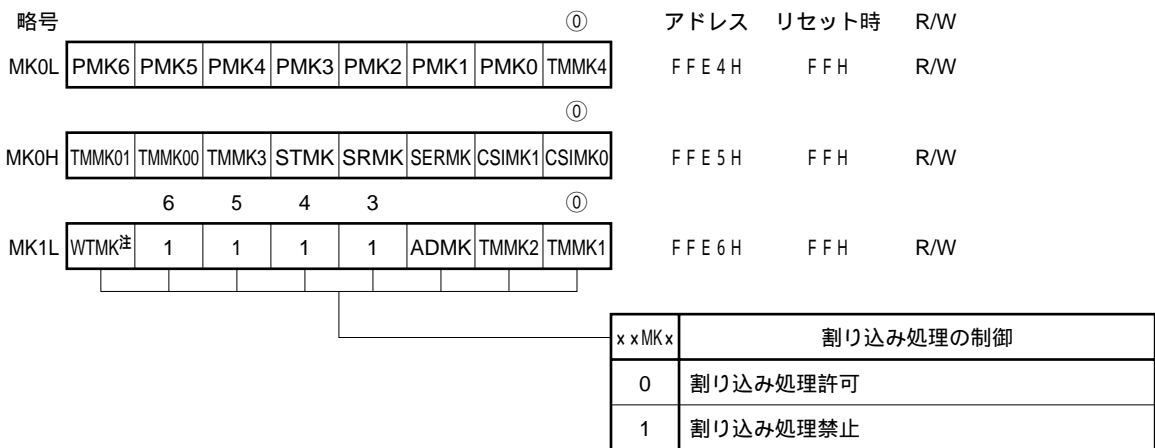 略号 ⓪ アドレス リセット時 R/W
MK0L PMK6 PMK5 PMK4 PMK3 PMK2 PMK1 PMK0 TMMK4 FFE4H FFH R/W
⓪
MK0H TMMK01 TMMK00 TMMK3 STMK SRMK SERMK CSIMK1 CSIMK0 FFE5H FFH R/W
6 5 4 3 ⓪
MK1L WTMK注 1 1 1 1 ADMK TMMK2 TMMK1 FFE6H FFH R/W
××MK× 割り込み処理の制御
0 割り込み処理許可
1 割り込み処理禁止